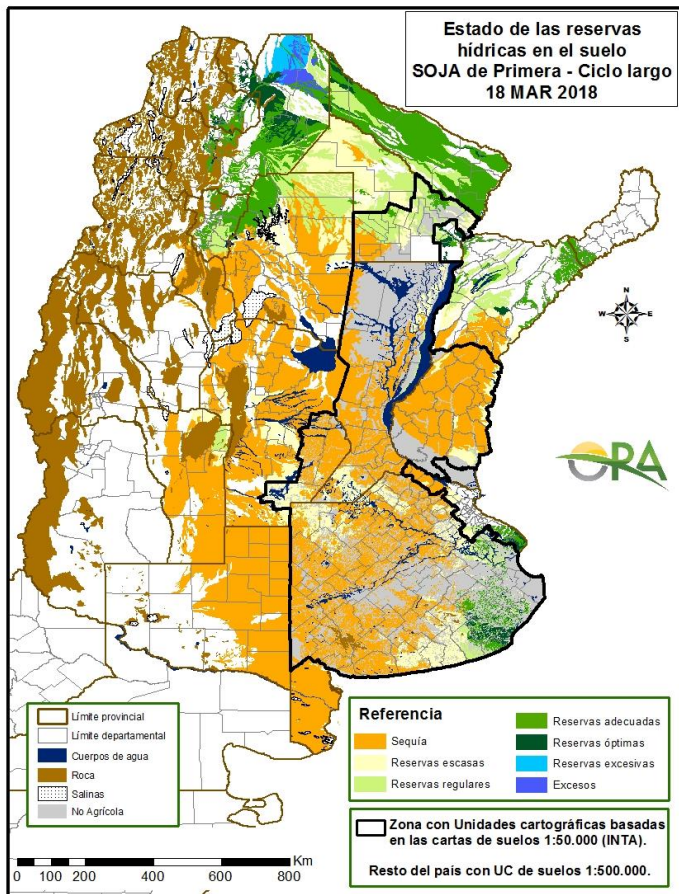 Estado de las reservas
hídricas en el suelo
SOJA de Primera - Ciclo largo
18 MAR 2018
N
W
E
S
ORA
Límite provincial
Límite departamental
Cuerpos de agua
Roca
Salinas
No Agrícola
Referencia
Sequía
Reservas escasas
Reservas regulares
Reservas adecuadas
Reservas óptimas
Reservas excesivas
Excesos
Zona con Unidades cartográficas basadas
en las cartas de suelos 1:50.000 (INTA).
Resto del país con UC de suelos 1:500.000.
Km
0 100 200 400 600 800